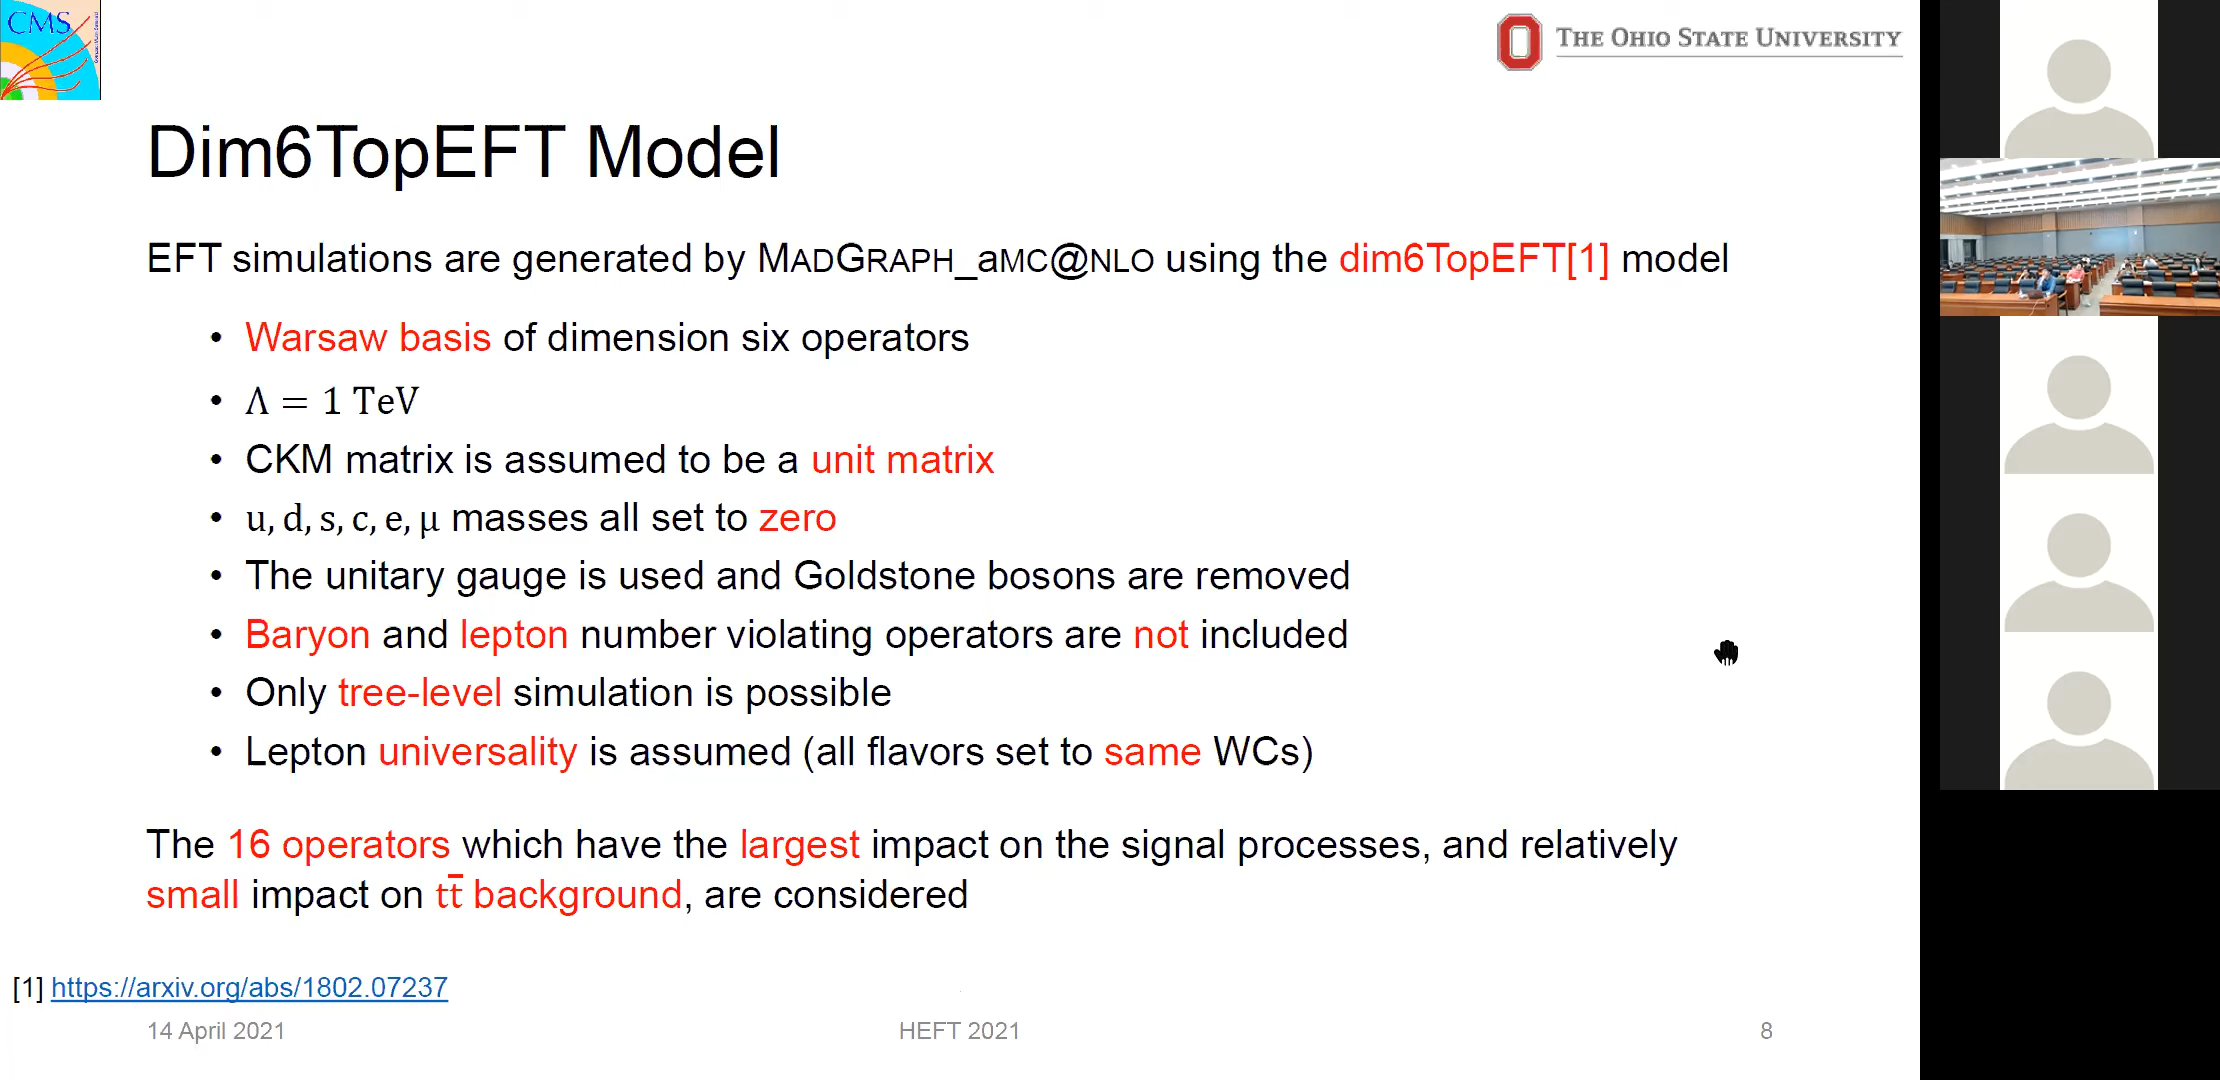 CMS
THE OHIO STATE UNIVERSITY
Dim6TopEFT Model
EFT simulations are generated by MADGRAPH_aMC@NLO using the dim6TopEFT[1] model
• Warsaw basis of dimension six operators
• Λ = 1 TeV
• CKM matrix is assumed to be a unit matrix
• u, d, s, c, e, μ masses all set to zero
• The unitary gauge is used and Goldstone bosons are removed
• Baryon and lepton number violating operators are not included
• Only tree-level simulation is possible
• Lepton universality is assumed (all flavors set to same WCs)
The 16 operators which have the largest impact on the signal processes, and relatively
small impact on tt̄ background, are considered
[1] https://arxiv.org/abs/1802.07237
14 April 2021
HEFT 2021
8